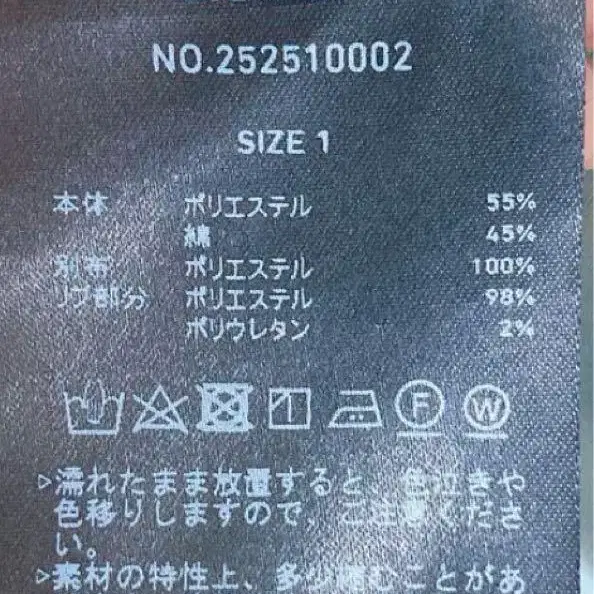 NO.252510002
SIZE 1
本体 ポリエステル 55%
綿 45%
別布 ポリエステル 100%
リブ部分 ポリエステル 98%
ポリウレタン 2%
F W
▷濡れたまま放置すると、色泣きや
色移りしますので、ご注意くださ
い。
▷素材の特性上、多少縮むことがあ